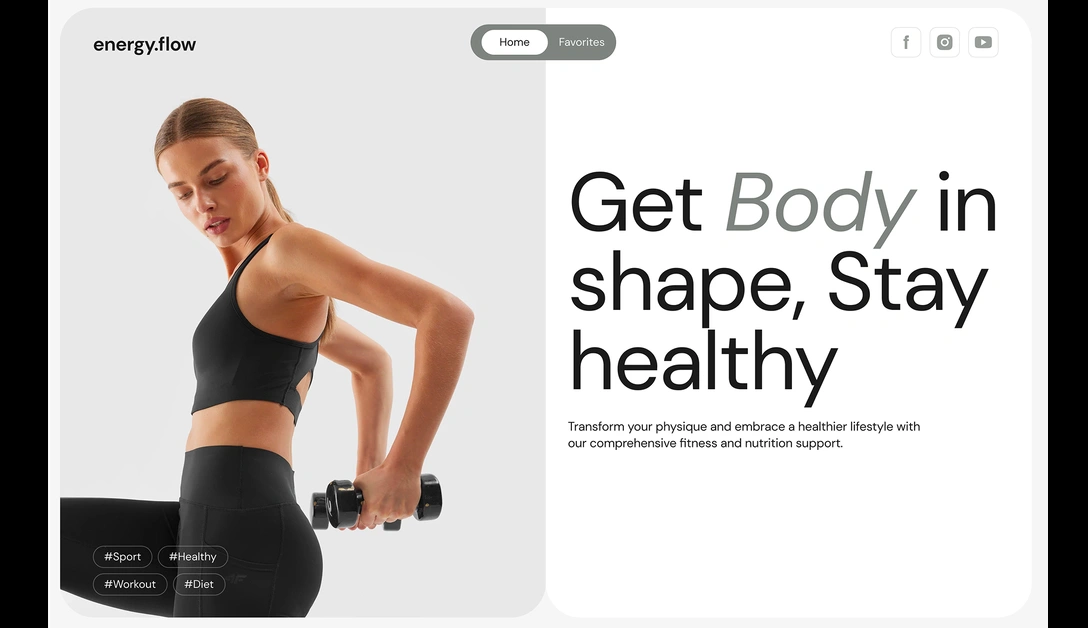 energy.flow
Home
Favorites
Get Body in
shape, Stay
healthy
Transform your physique and embrace a healthier lifestyle with
our comprehensive fitness and nutrition support.
#Sport
#Healthy
#Workout
#Diet